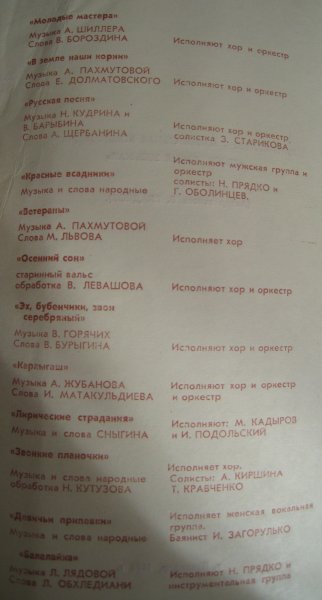 «Молодые мастера»
Музыка А. ШИЛЛЕРА
Слова В. БОРОЗДИНА Исполняют хор и оркестр
«В земле наши корни»
Музыка А. ПАХМУТОВОЙ
Слова Е. ДОЛМАТОВСКОГО Исполняют хор и оркестр
«Русская песня»
Музыка Н. КУДРИНА и
В. БАРЫБИНА Исполняют хор и оркестр
Слова А. ЩЕРБАНИНА солистка З. СТАРИКОВА
Исполняют мужская группа и
«Красные всадники» оркестр
Музыка и слова народные солисты: Н. ПРЯДКО и
Г. ОБОЛИНЦЕВ,
«Ветераны»
Музыка А. ПАХМУТОВОЙ
Слова М. ЛЬВОВА Исполняет хор
«Осенний сон»
старинный вальс
обработка В. ЛЕВАШОВА Исполняют хор и оркестр
«Эх, бубенчики, звон
серебряный»
Музыка В. ГОРЯЧИХ
Слова В. БУРЫГИНА Исполняют хор и оркестр
«Карлыгаш»
Музыка А. ЖУБАНОВА Исполняют хор и оркестр
Слова И. МАТАКУЛЬДИЕВА и оркестр
«Лирические страдания» Исполняют: М. КАДЫРОВ
Музыка и слова СНЫГИНА и И. ПОДОЛЬСКИЙ
«Звонкие планочки» Исполняет хор,
Музыка и слова народные Солисты: А. КИРШИНА
обработка Н. КУТУЗОВА Т. КРАВЧЕНКО
«Девичьи припевки» Исполняет женская вокальная
группа,
Музыка и слова народные Баянист И. ЗАГОРУЛЬКО
«Балалайка»
Музыка Л. ЛЯДОВОЙ Исполняют Н. ПРЯДКО и
Слова Л. ОБХЛЕДИАНИ инструментальная группа